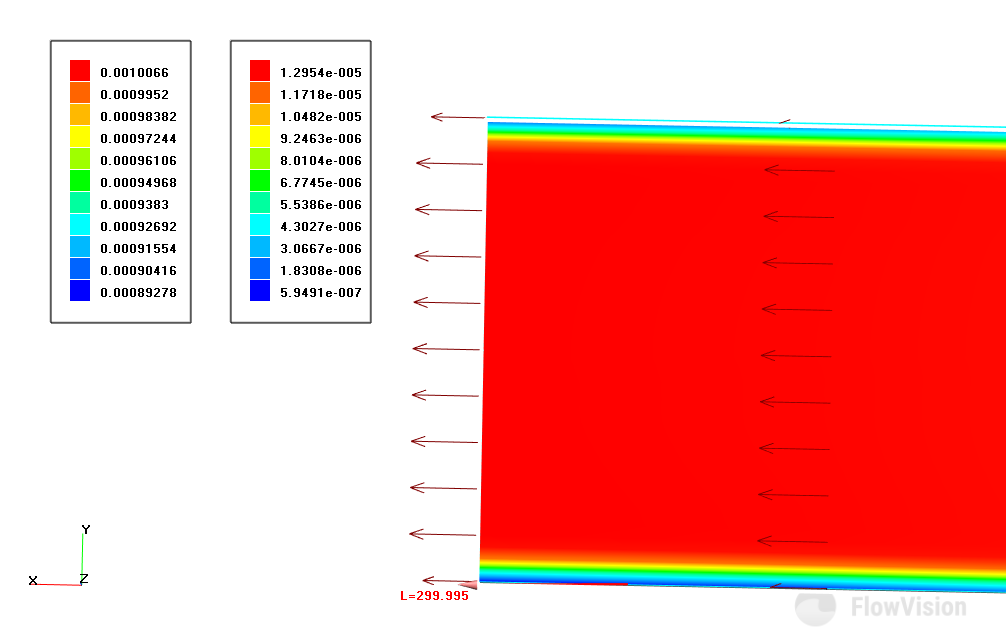 0.0010066
0.0009952
0.00098382
0.00097244
0.00096106
0.00094968
0.0009383
0.00092692
0.00091554
0.00090416
0.00089278
1.2954e-005
1.1718e-005
1.0482e-005
9.2463e-006
8.0104e-006
6.7745e-006
5.5386e-006
4.3027e-006
3.0667e-006
1.8308e-006
5.9491e-007
Y
X
Z
L=299.995
FlowVision